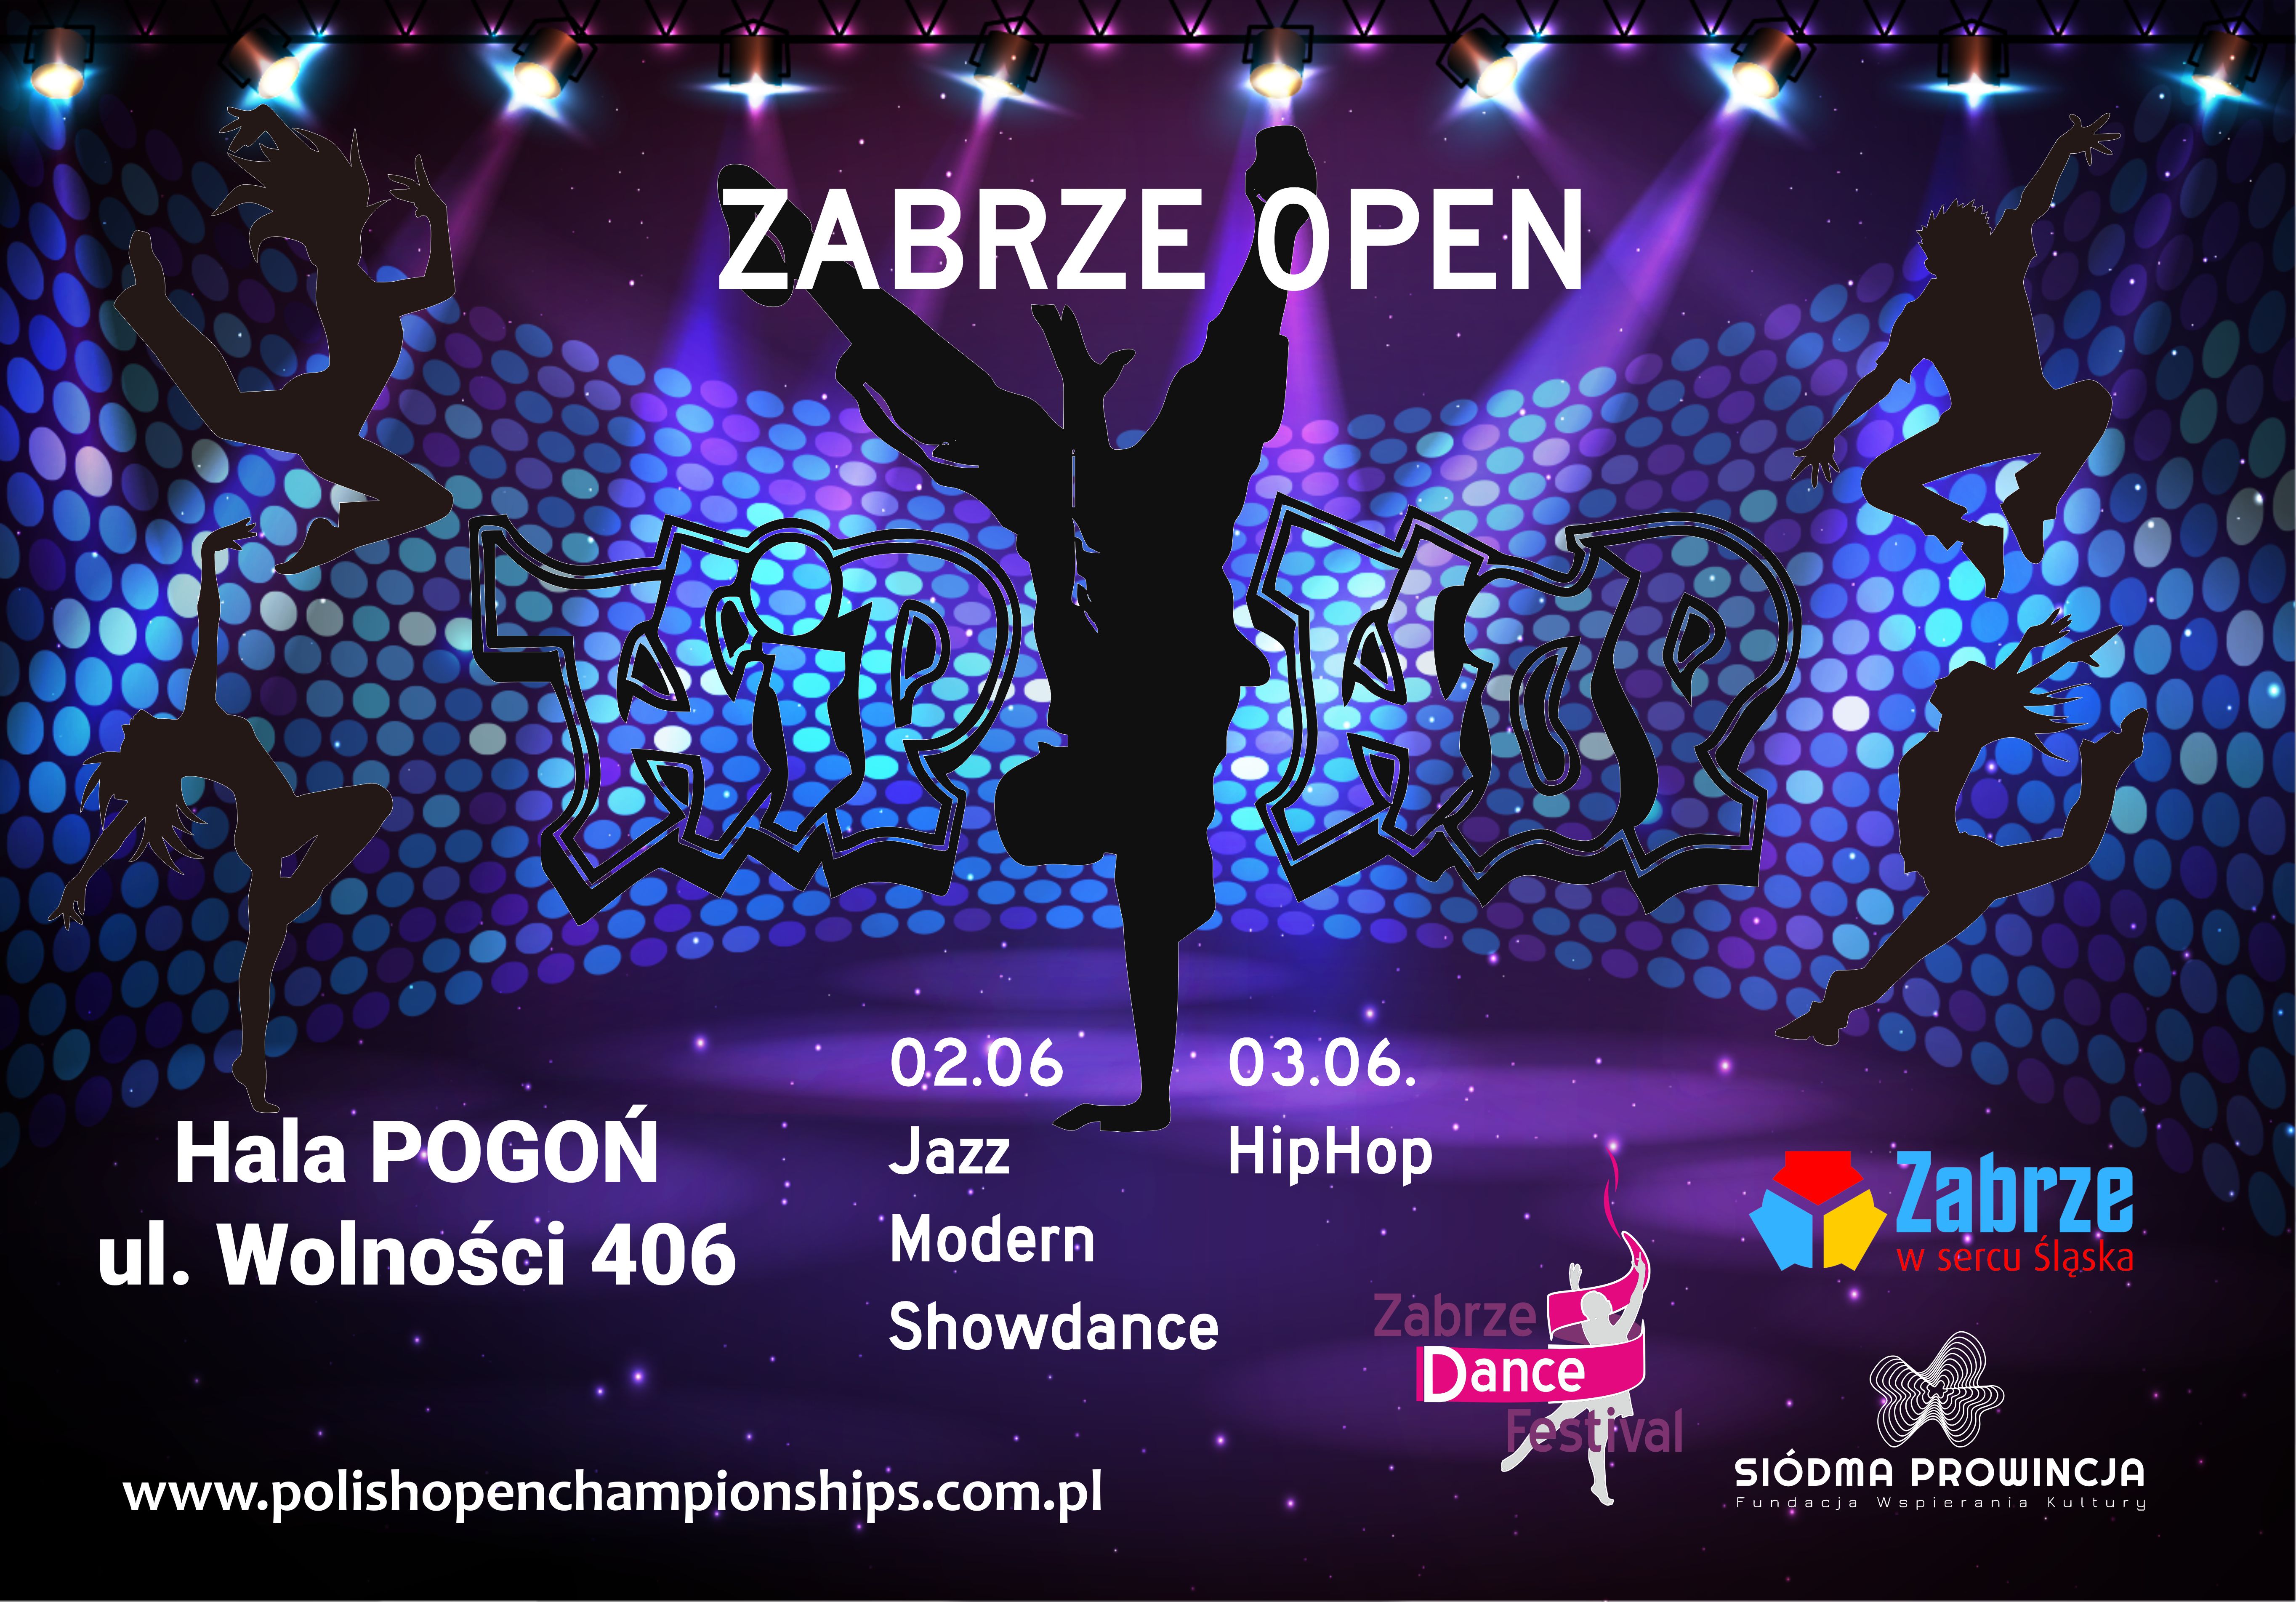 ZABRZE OPEN
HiP HoP
02.06
Jazz
Modern
Showdance
03.06.
HipHop
Hala POGOŃ
ul. Wolności 406
www.polishopenchampionships.com.pl
Zabrze
Dance
Festival
Zabrze
w sercu Śląska
SIÓDMA PROWINCJA
Fundacja Wspierania Kultury